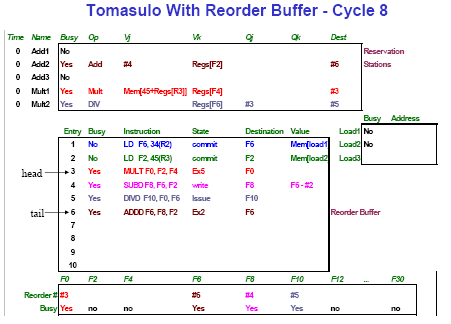 Tomasulo With Reorder Buffer - Cycle 8
Time Name Busy Op Vj Vk Qj Qk Dest
0 Add1 No Reservation
0 Add2 Yes Add #4 Regs[F2] #6 Stations
0 Add3 No
0 Mult1 Yes Mult Mem[45+Regs[R3]] Regs[F4] #3
0 Mult2 Yes DIV Regs[F6] #3 #5
Busy Address
Entry Busy Instruction State Destination Value Load1 No
1 No LD F6, 34(R2) commit F6 Mem[load1] Load2 No
2 No LD F2, 45(R3) commit F2 Mem[load2] Load3
head 3 Yes MULT F0, F2, F4 Ex5 F0
4 Yes SUBD F8, F6, F2 write F8 F6 - #2
5 Yes DIVD F10, F0, F6 Issue F10
tail 6 Yes ADDD F6, F8, F2 Ex2 F6 Reorder Buffer
7
8
9
10
F0 F2 F4 F6 F8 F10 F12 ... F30
Reorder # #3 #6 #4 #5
Busy Yes no no Yes Yes Yes no no